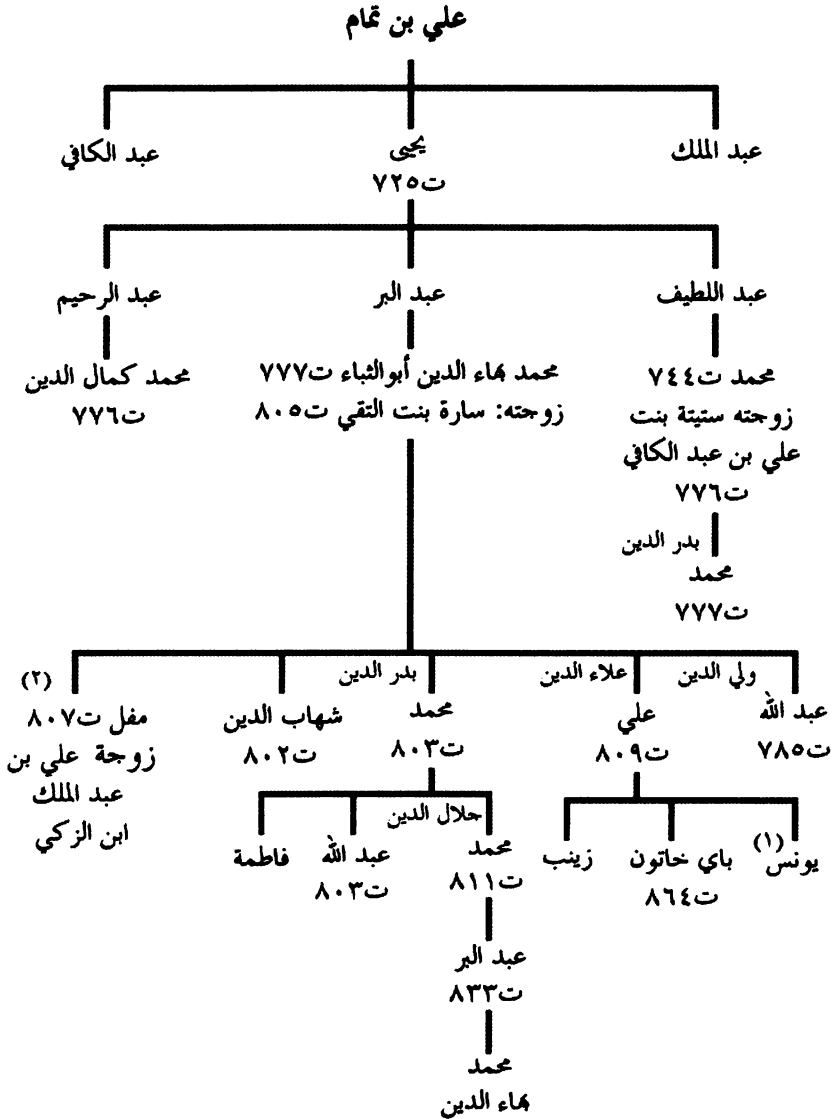 علي بن تمام
عبد الملك
يحيى
ت٧٢٥
عبد الكافي
عبد اللطيف
عبد البر
عبد الرحيم
محمد ت٧٤٤
زوجته ستيتة بنت
علي بن عبد الكافي
ت٧٧٦
بدر الدين
محمد
ت٧٧٧
محمد بهاء الدين أبوالثباء ت٧٧٧
زوجته: سارة بنت التقي ت٨٠٥
محمد كمال الدين
ت٧٧٦
ولي الدين
عبد الله
ت٧٨٥
علاء الدين
علي
ت٨٠٩
بدر الدين
محمد
ت٨٠٣
شهاب الدين
ت٨٠٢
(٢)
مفل ت٨٠٧
زوجة علي بن
عبد الملك
ابن الزكي
يونس (١)
باي خاتون
ت٨٦٤
زينب
جلال الدين
محمد
ت٨١١
عبد الله
ت٨٠٣
فاطمة
عبد البر
ت٨٣٣
محمد
بهاء الدين